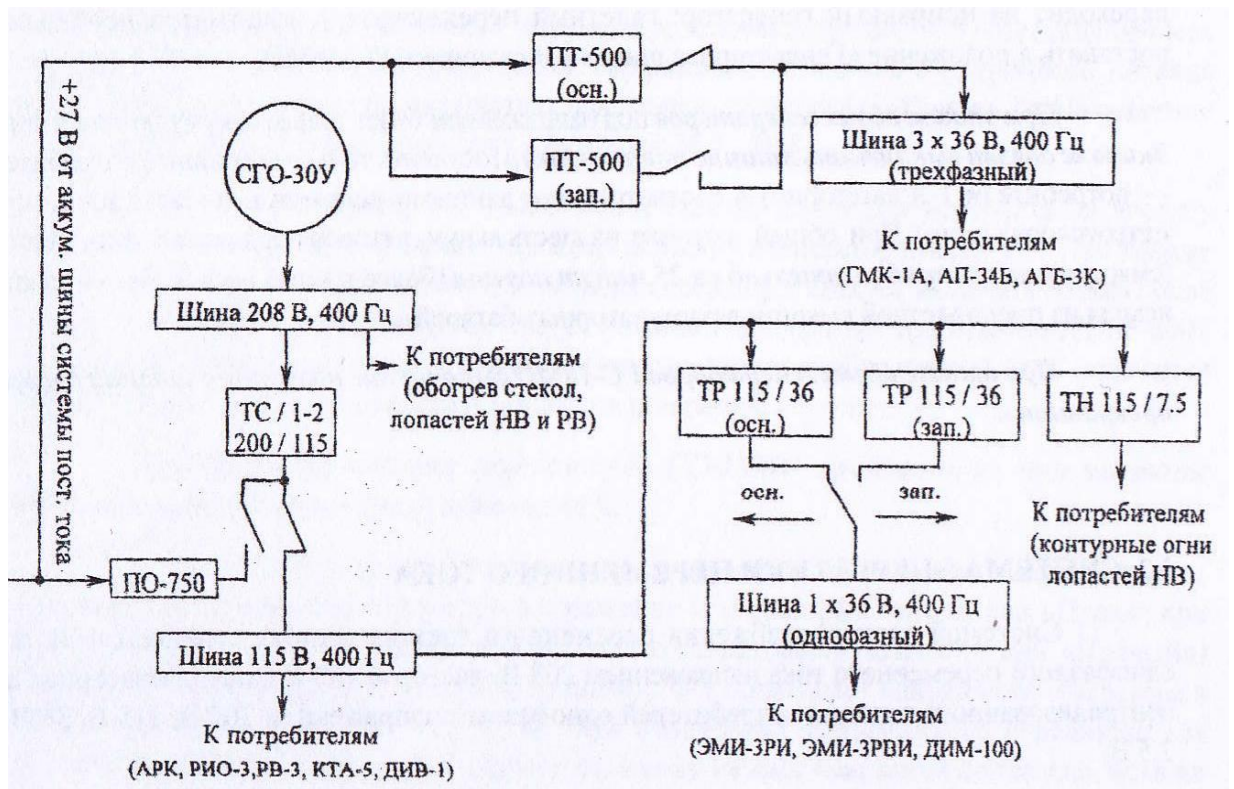 +27 В от аккум. шины системы пост. тока.
СГО-30У
ПТ-500
(осн.)
ПТ-500
(зап.)
Шина 3 х 36 В, 400 Гц
(трехфазный)
К потребителям
(ГМК-1А, АП-34Б, АГБ-3К)
Шина 208 В, 400 Гц
К потребителям
(обогрев стекол,
лопастей НВ и РВ)
ТС / 1-2
200 / 115
ТР 115 / 36
(осн.)
ТР 115 / 36
(зап.)
ТН 115 / 7.5
осн.
зап.
К потребителям
(контурные огни
лопастей НВ)
ПО-750
Шина 1 х 36 В, 400 Гц
(однофазный)
Шина 115 В, 400 Гц
К потребителям
(АРК, РИО-3,РВ-3, КТА-5, ДИВ-1)
К потребителям
(ЭМИ-3РИ, ЭМИ-3РВИ, ДИМ-100)